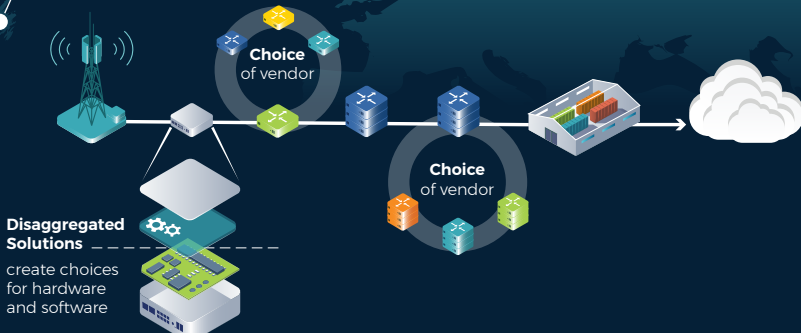 Choice
of vendor
Choice
of vendor
Disaggregated
Solutions
create choices
for hardware
and software